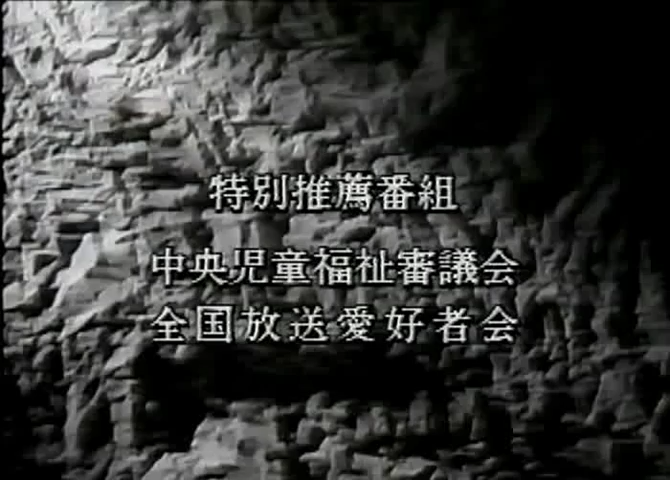 特別推薦番組
中央児童福祉審議会
全国放送愛好者会